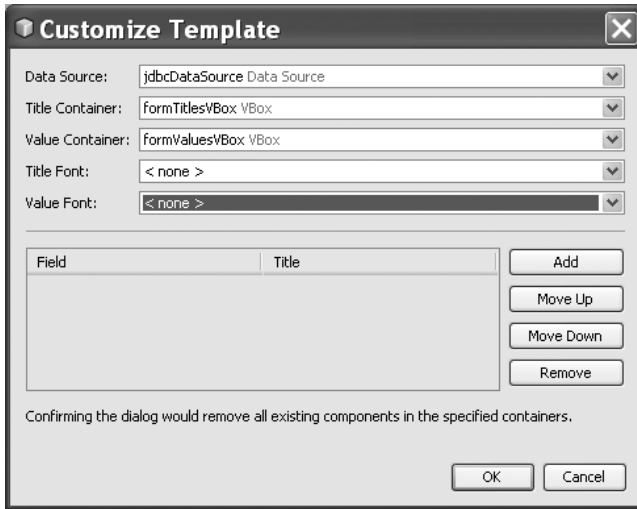 Customize Template
Data Source: jdbcDataSource Data Source
Title Container: formTitlesVBox VBox
Value Container: formValuesVBox VBox
Title Font: < none >
Value Font: < none >
Field Title
Add
Move Up
Move Down
Remove
Confirming the dialog would remove all existing components in the specified containers.
OK Cancel